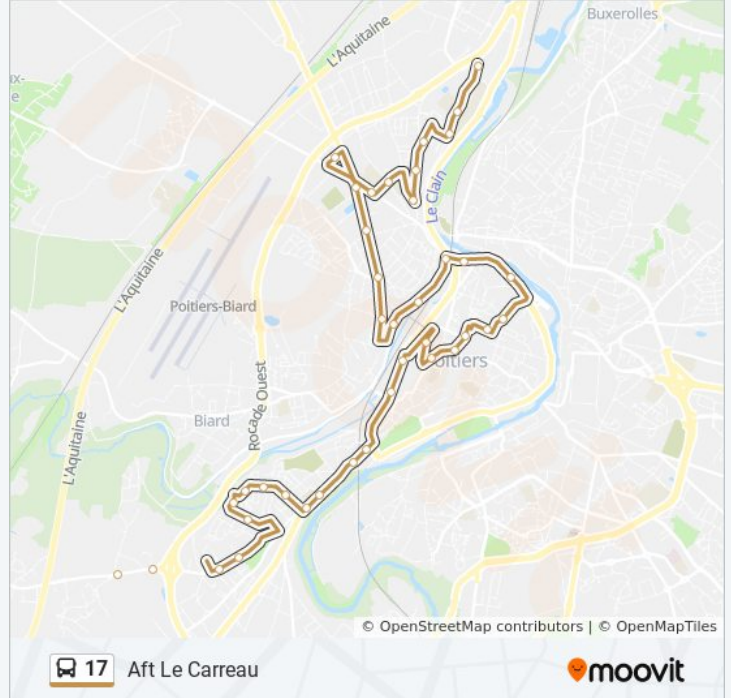 Buxerolles
L'Aquitaine
x-
e
Le Clain
L'Aquitaine
Poitiers-Biard
Poitiers
Rocade Ouest
Biard
L'Aquitaine
© OpenStreetMap contributors | © OpenMapTiles
17 Aft Le Carreau
moovit